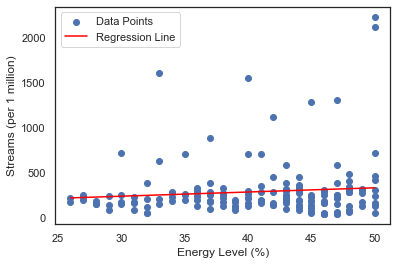 Data Points
Regression Line
Streams (per 1 million)
2000
1500
1000
500
0
25
30
35
40
45
50
Energy Level (%)